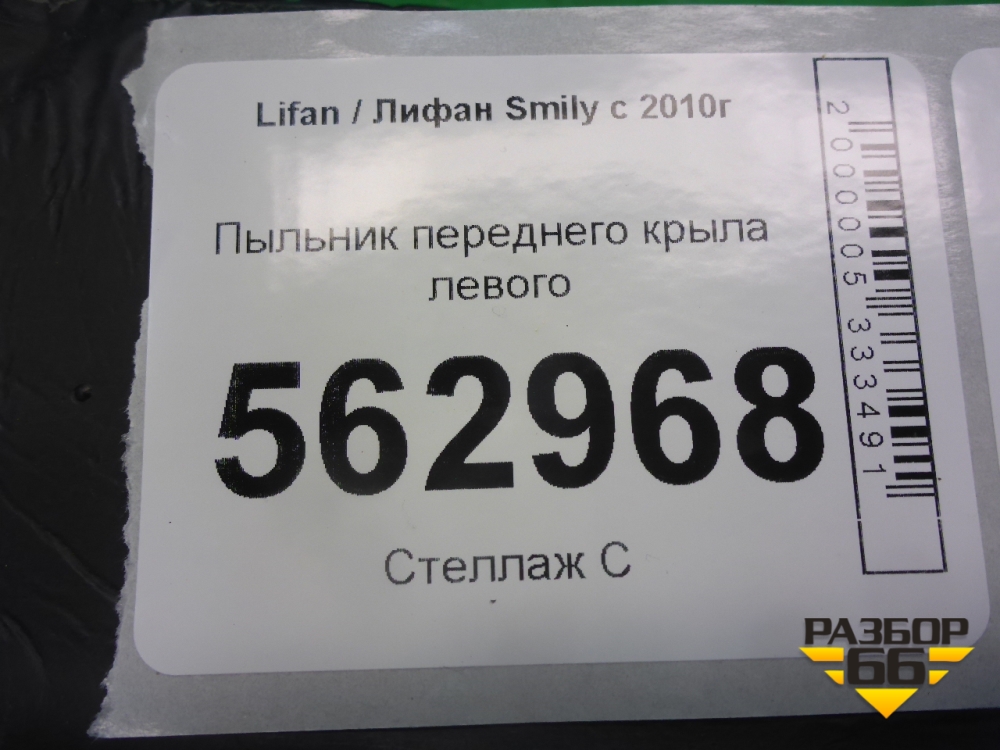 Lifan / Лифан Smily с 2010г
Пыльник переднего крыла
левого
562968
Стеллаж С
2000005333491
РАЗБОР
66